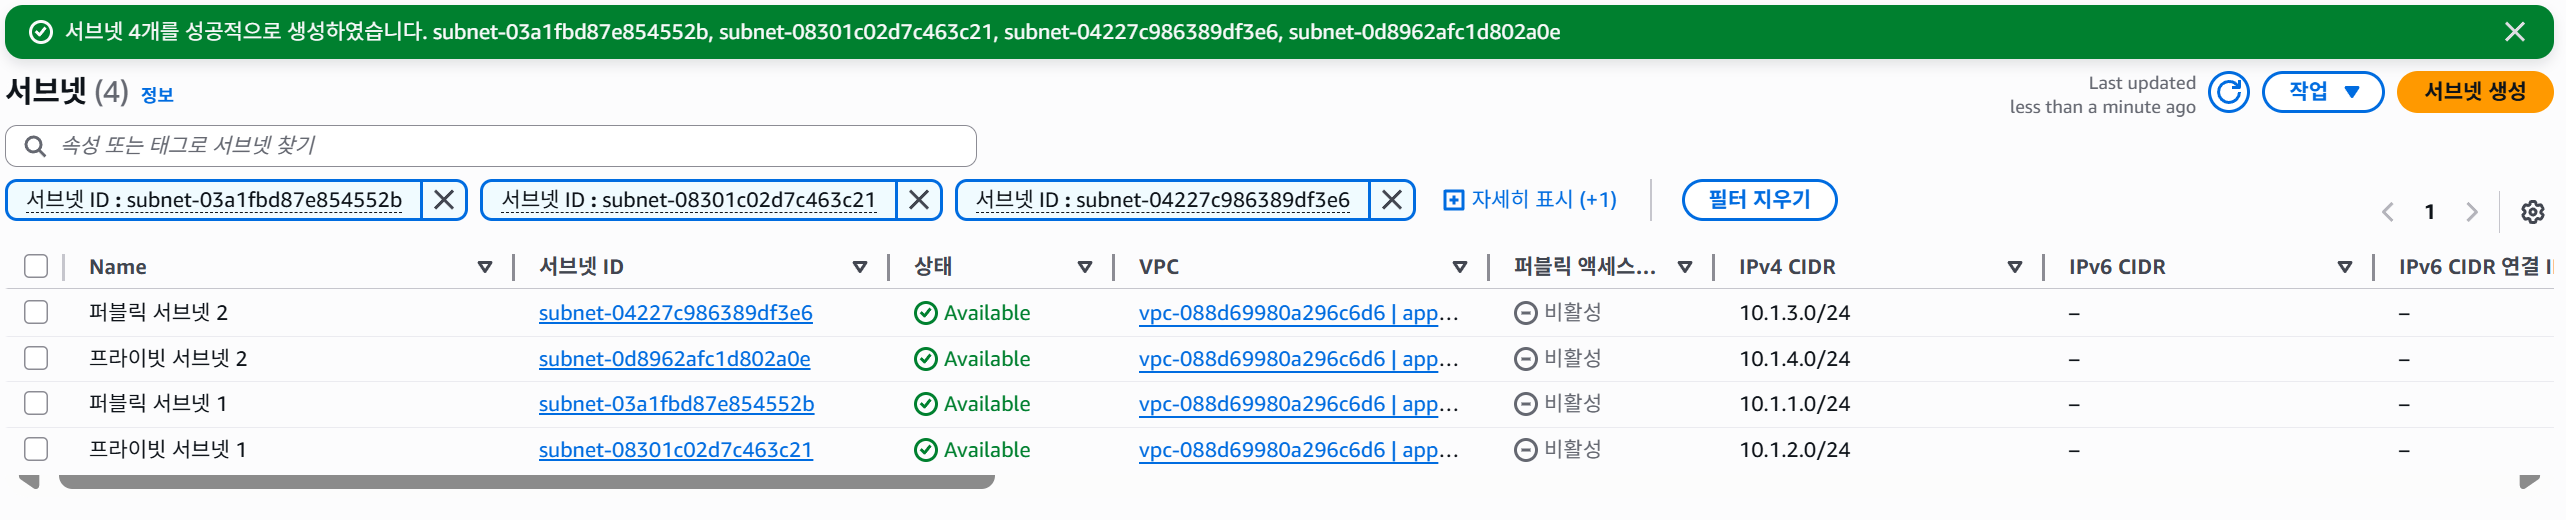 서브넷 4개를 성공적으로 생성하였습니다. subnet-03a1fbd87e854552b, subnet-08301c02d7c463c21, subnet-04227c986389df3e6, subnet-0d8962afc1d802a0e
서브넷 (4) 정보
Last updated
less than a minute ago
작업
서브넷 생성
속성 또는 태그로 서브넷 찾기
서브넷 ID : subnet-03a1fbd87e854552b 서브넷 ID : subnet-08301c02d7c463c21 서브넷 ID : subnet-04227c986389df3e6 자세히 표시 (+1) 필터 지우기
1
Name 서브넷 ID 상태 VPC 퍼블릭 액세스... IPv4 CIDR IPv6 CIDR IPv6 CIDR 연결 I
퍼블릭 서브넷 2 subnet-04227c986389df3e6 Available vpc-088d69980a296c6d6 | app... 비활성 10.1.3.0/24 – –
프라이빗 서브넷 2 subnet-0d8962afc1d802a0e Available vpc-088d69980a296c6d6 | app... 비활성 10.1.4.0/24 – –
퍼블릭 서브넷 1 subnet-03a1fbd87e854552b Available vpc-088d69980a296c6d6 | app... 비활성 10.1.1.0/24 – –
프라이빗 서브넷 1 subnet-08301c02d7c463c21 Available vpc-088d69980a296c6d6 | app... 비활성 10.1.2.0/24 – –